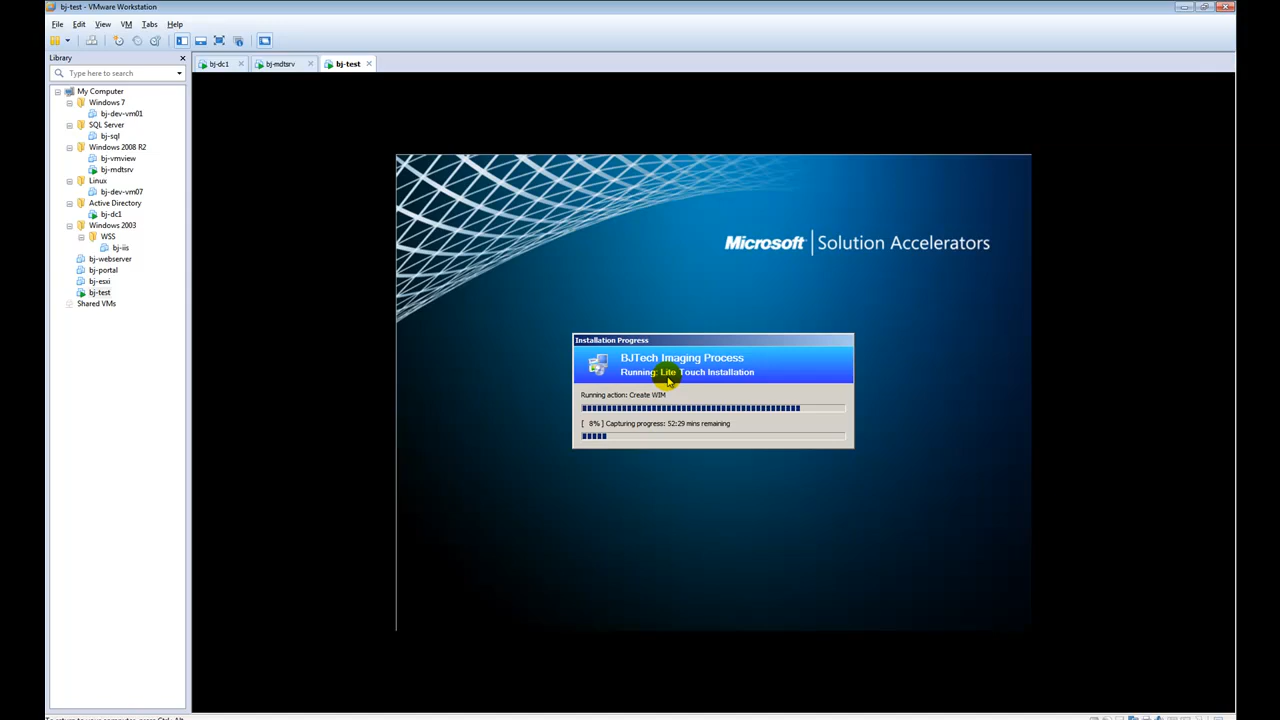 bj-test - VMware Workstation
File Edit View VM Tabs Help
Library
Type here to search
bj-dc1
bj-mdtsrv
bj-test
My Computer
Windows 7
bj-dev-vm01
SQL Server
bj-sql
Windows 2008 R2
bj-vmview
bj-mdtsrv
Linux
bj-dev-vm07
Active Directory
bj-dc1
Windows 2003
WSS
bj-iis
bj-webserver
bj-portal
bj-esxi
bj-test
Shared VMs
Microsoft | Solution Accelerators
Installation Progress
BJTech Imaging Process
Running: Lite Touch Installation
Running action: Create WIM
[ 8% ] Capturing progress: 52:29 mins remaining